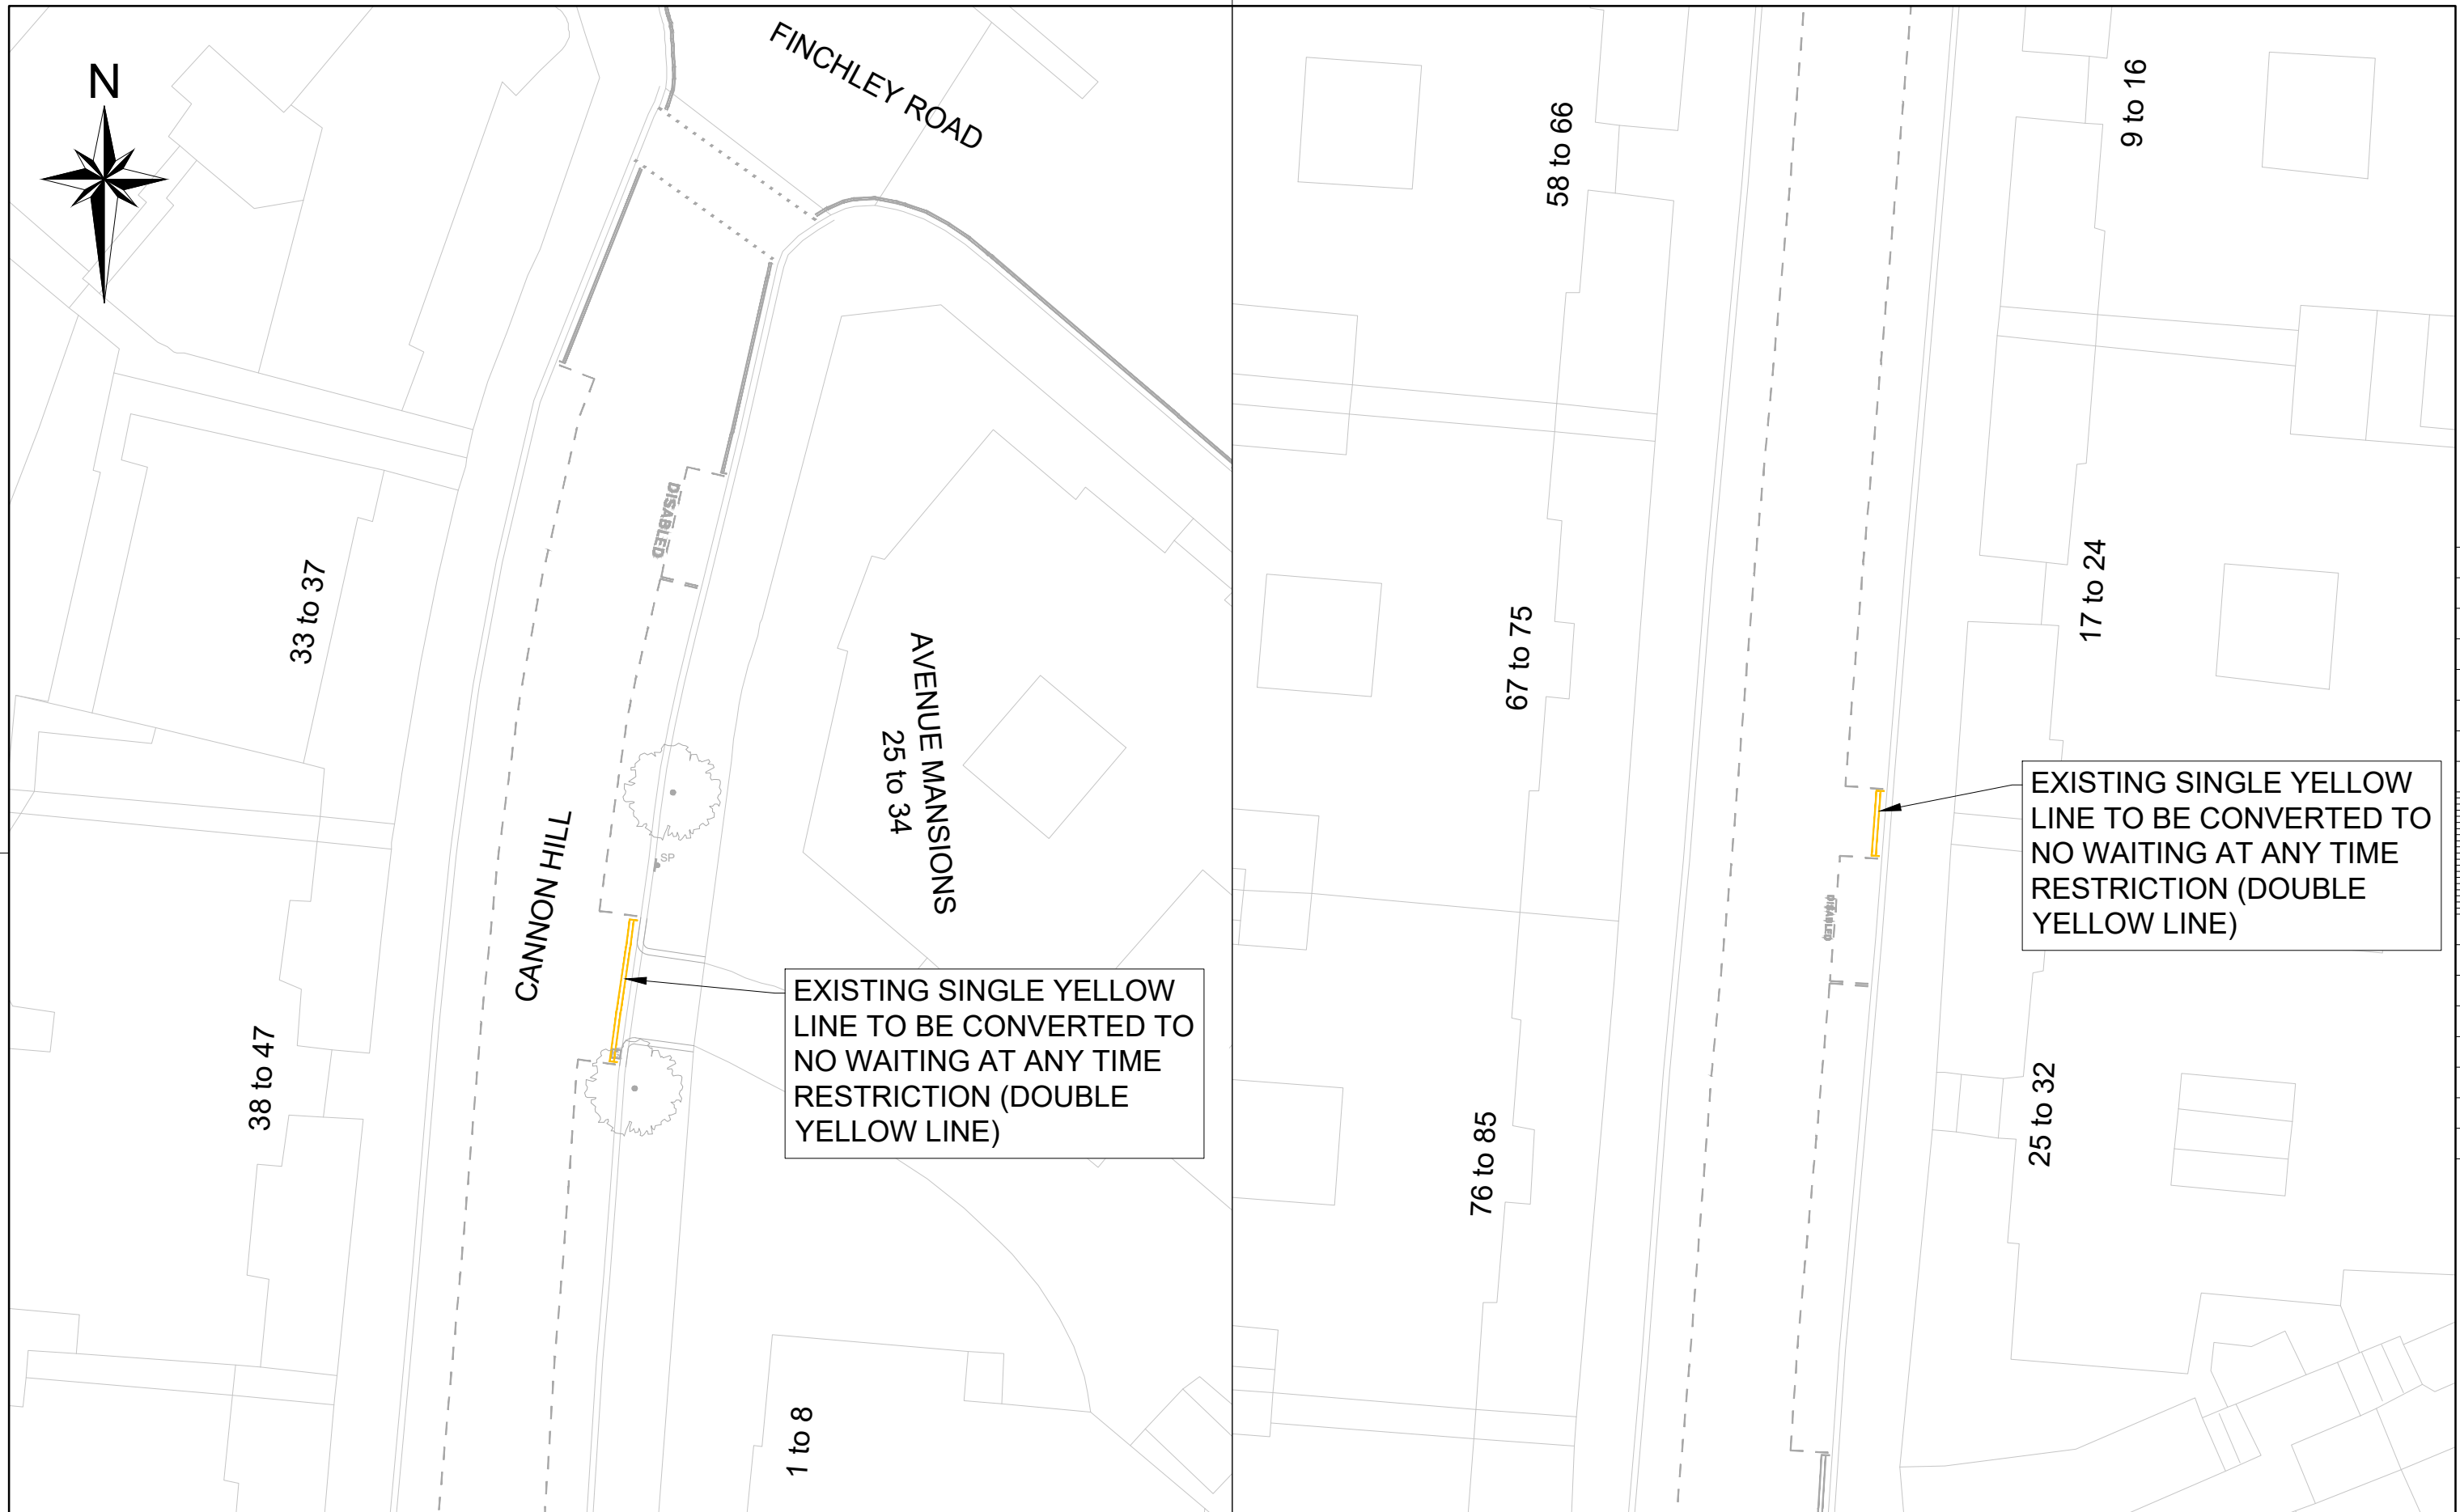 N
FINCHLEY ROAD
DISABLED
33 to 37
AVENUE MANSIONS
25 to 34
SP
CANNON HILL
EXISTING SINGLE YELLOW
LINE TO BE CONVERTED TO
NO WAITING AT ANY TIME
RESTRICTION (DOUBLE
YELLOW LINE)
38 to 47
1 to 8
58 to 66
9 to 16
67 to 75
17 to 24
EXISTING SINGLE YELLOW
LINE TO BE CONVERTED TO
NO WAITING AT ANY TIME
RESTRICTION (DOUBLE
YELLOW LINE)
DISABLED
76 to 85
25 to 32